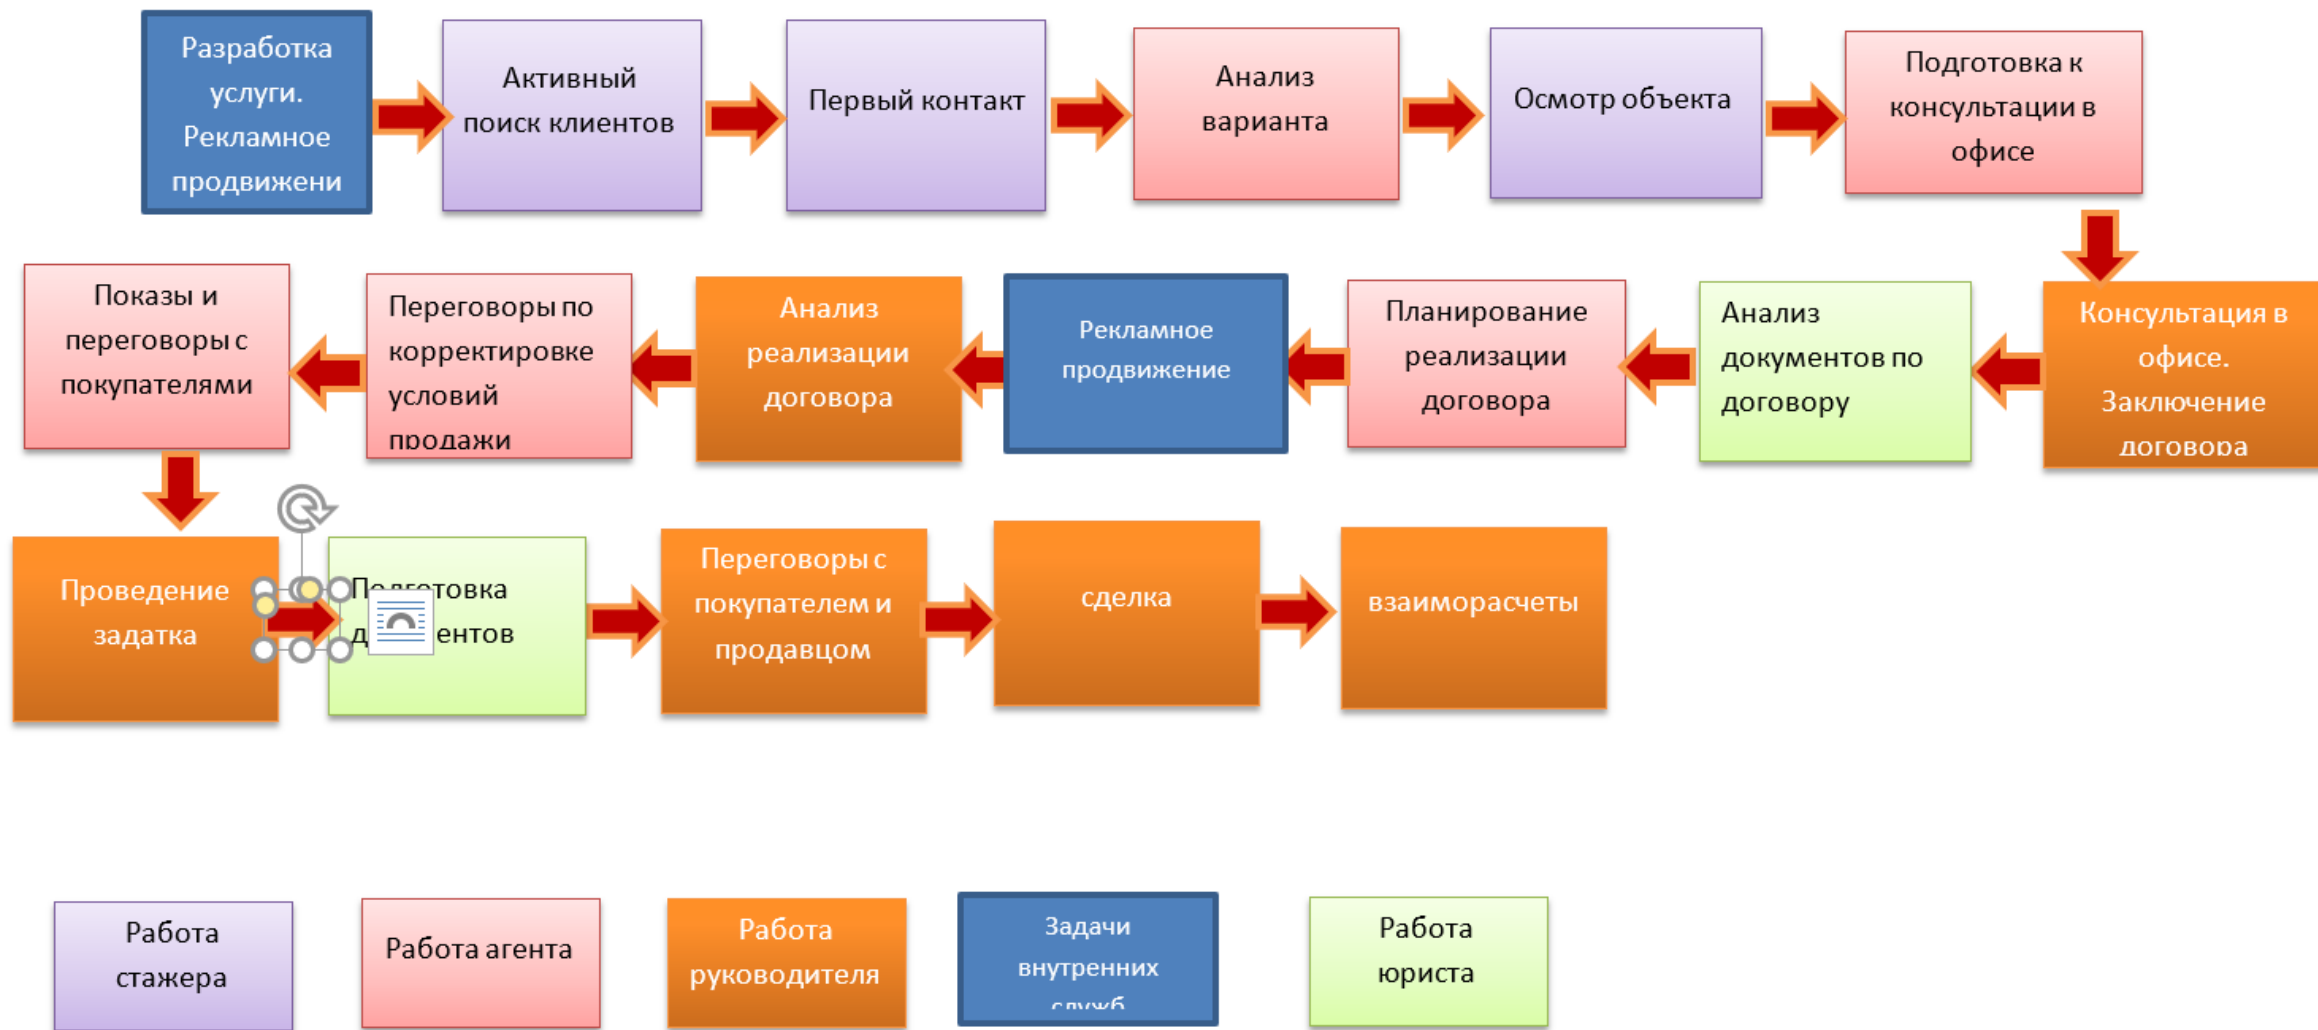 Разработка
услуги.
Рекламное
продвижени
Активный
поиск клиентов
Первый контакт
Анализ
варианта
Осмотр объекта
Подготовка к
консультации в
офисе
Показы и
переговоры с
покупателями
Переговоры по
корректировке
условий
продажи
Анализ
реализации
договора
Рекламное
продвижение
Планирование
реализации
договора
Анализ
документов по
договору
Консультация в
офисе.
Заключение
договора
Проведение
задатка
Подготовка
Переговоры с
покупателем и
продавцом
сделка
взаиморасчеты
Работа
стажера
Работа агента
Работа
руководителя
Задачи
внутренних
служб
Работа
юриста